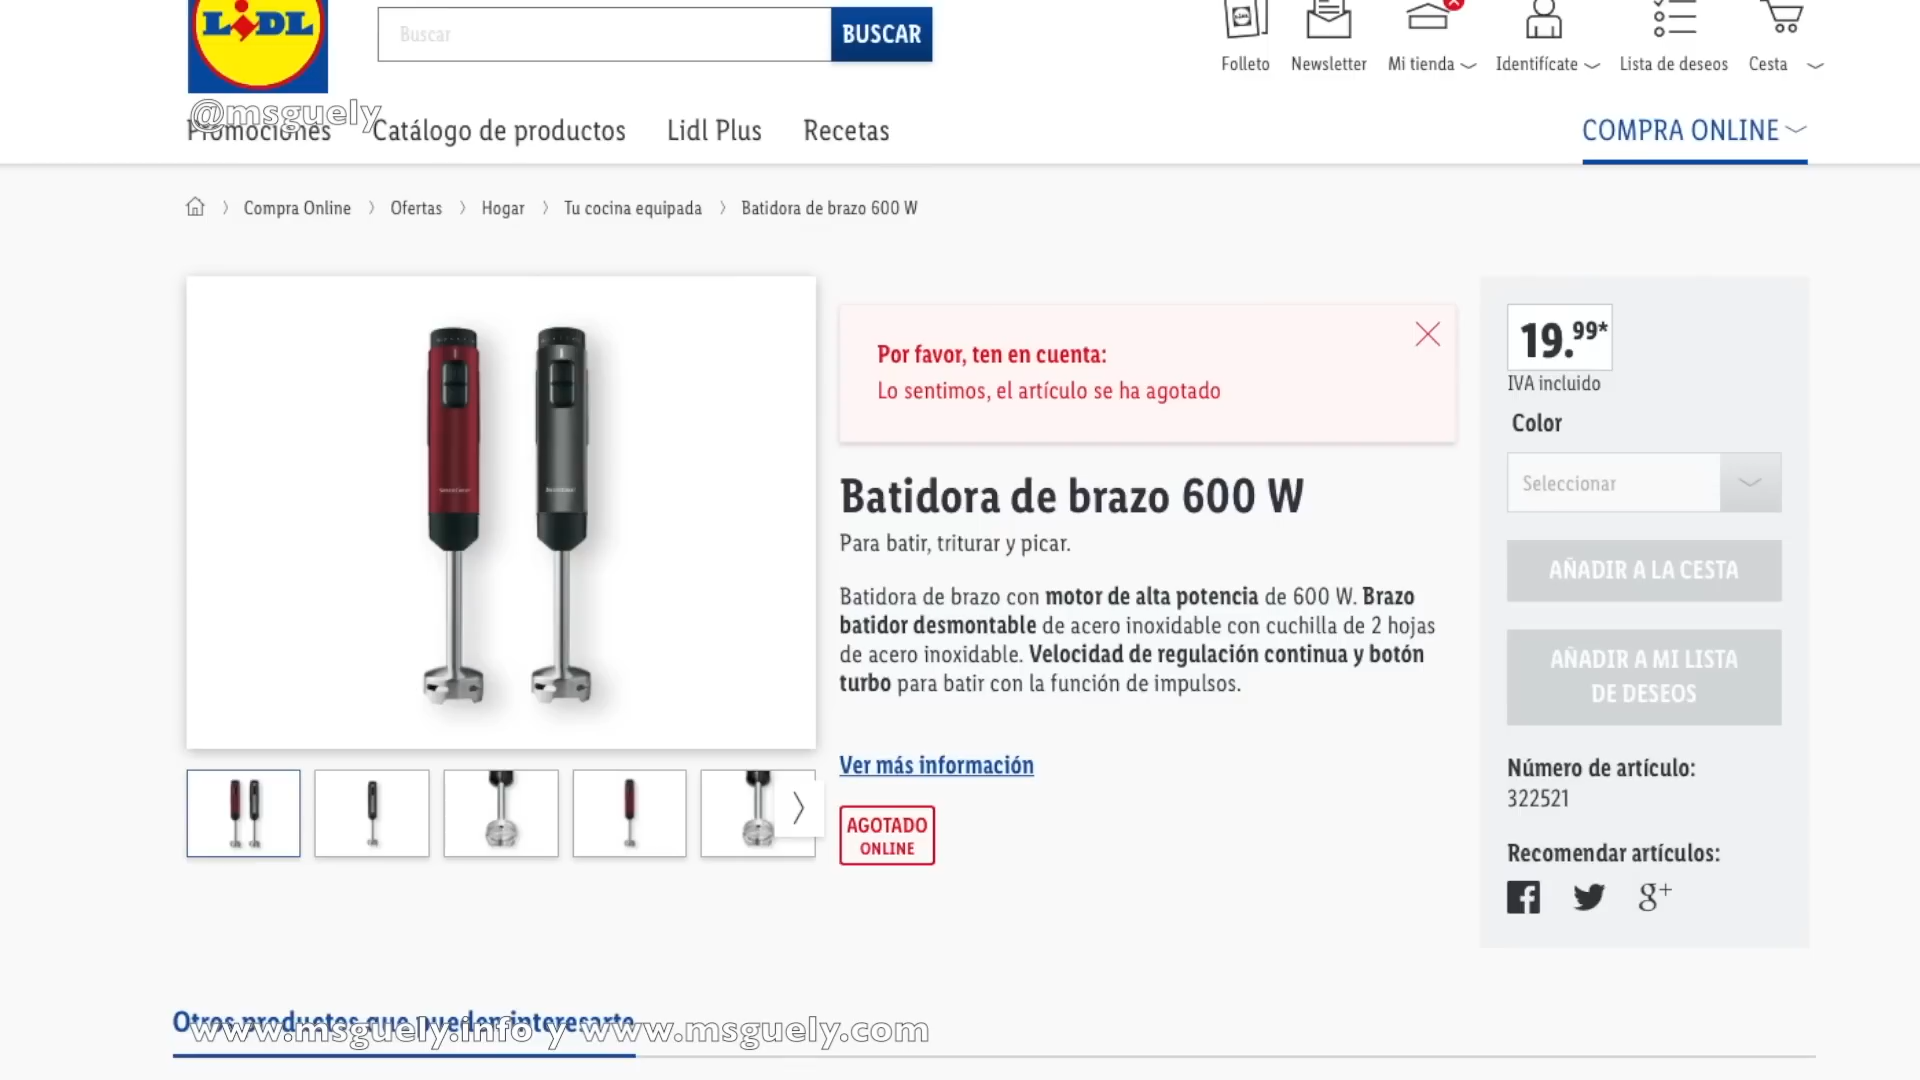 LIDL
Buscar
BUSCAR
Folleto
Newsletter
Mi tienda
Identifícate
Lista de deseos
Cesta
@msguely
Promociones
Catálogo de productos
Lidl Plus
Recetas
COMPRA ONLINE
Compra Online
Ofertas
Hogar
Tu cocina equipada
Batidora de brazo 600 W
Por favor, ten en cuenta:
Lo sentimos, el artículo se ha agotado
Batidora de brazo 600 W
Para batir, triturar y picar.
Batidora de brazo con motor de alta potencia de 600 W. Brazo
batidor desmontable de acero inoxidable con cuchilla de 2 hojas
de acero inoxidable. Velocidad de regulación continua y botón
turbo para batir con la función de impulsos.
Ver más información
AGOTADO
ONLINE
19.99*
IVA incluido
Color
Seleccionar
AÑADIR A LA CESTA
AÑADIR A MI LISTA
DE DESEOS
Número de artículo:
322521
Recomendar artículos:
Otros productos que pueden interesarte
www.msguely.info y www.msguely.com